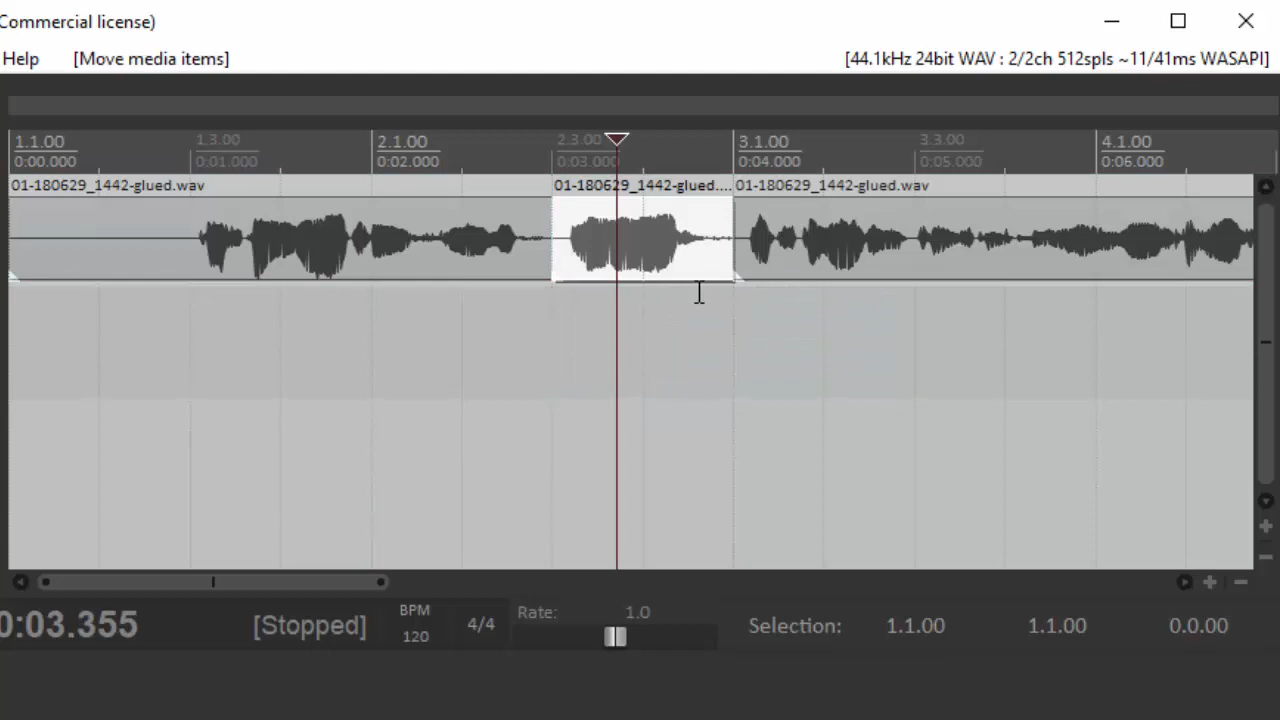 Commercial license)
Help [Move media items] [44.1kHz 24bit WAV : 2/2ch 512spls ~11/41ms WASAPI]
1.1.00 1.3.00 2.1.00 2.3.00 3.1.00 3.3.00 4.1.00
0:00.000 0:01.000 0:02.000 0:03.000 0:04.000 0:05.000 0:06.000
01-180629_1442-glued.wav 01-180629_1442-glued.... 01-180629_1442-glued.wav
0:03.355 [Stopped] BPM 120 4/4 Rate: 1.0 Selection: 1.1.00 1.1.00 0.0.00